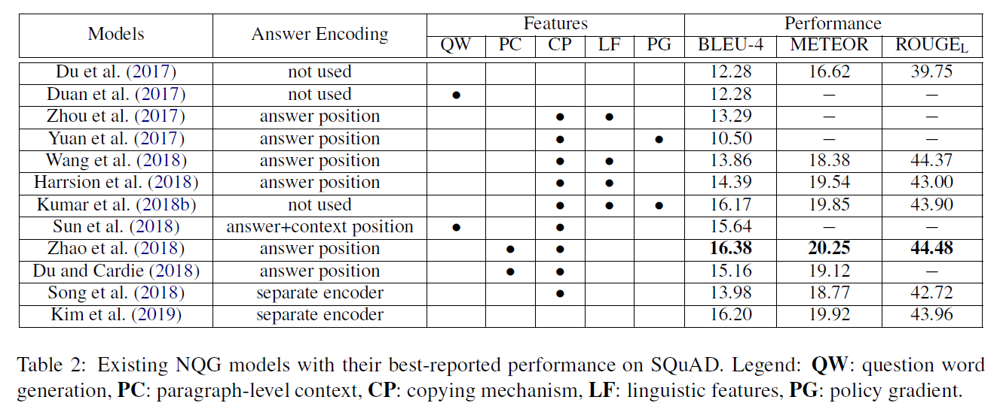 Models Answer Encoding Features Performance
QW PC CP LF PG BLEU-4 METEOR ROUGEL
Du et al. (2017) not used 12.28 16.62 39.75
Duan et al. (2017) not used • 12.28 – –
Zhou et al. (2017) answer position • • 13.29 – –
Yuan et al. (2017) answer position • • 10.50 – –
Wang et al. (2018) answer position • • 13.86 18.38 44.37
Harrsion et al. (2018) answer position • • 14.39 19.54 43.00
Kumar et al. (2018b) not used • • • 16.17 19.85 43.90
Sun et al. (2018) answer+context position • • 15.64 – –
Zhao et al. (2018) answer position • • 16.38 20.25 44.48
Du and Cardie (2018) answer position • • 15.16 19.12 –
Song et al. (2018) separate encoder • 13.98 18.77 42.72
Kim et al. (2019) separate encoder 16.20 19.92 43.96
Table 2: Existing NQG models with their best-reported performance on SQuAD. Legend: QW: question word
generation, PC: paragraph-level context, CP: copying mechanism, LF: linguistic features, PG: policy gradient.